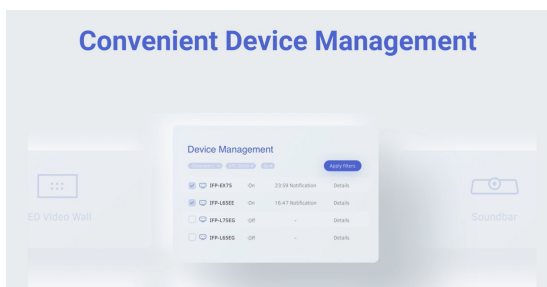 Convenient Device Management
Device Management
Apply filters
IFP-EX75 On 23:59 Notification Details
IFP-L65EE On 16:47 Notification Details
IFP-L75EG Off - Details
IFP-L65EG Off - Details
E0 Video Wall
Soundbar